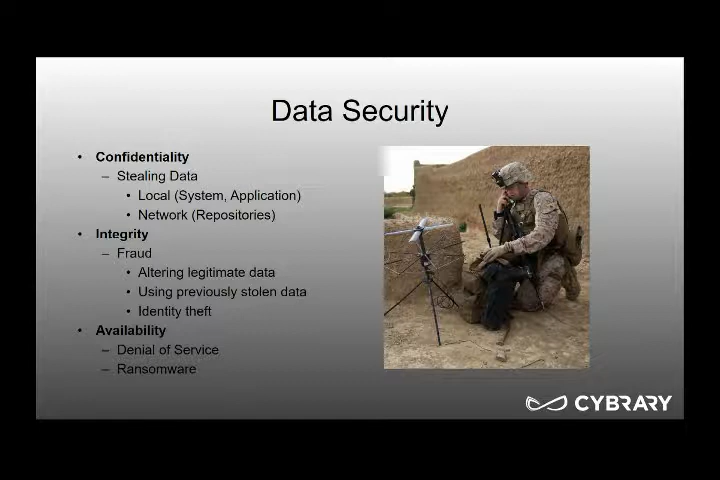 Data Security
• Confidentiality
– Stealing Data
• Local (System, Application)
• Network (Repositories)
• Integrity
– Fraud
• Altering legitimate data
• Using previously stolen data
• Identity theft
• Availability
– Denial of Service
– Ransomware
CYBRARY